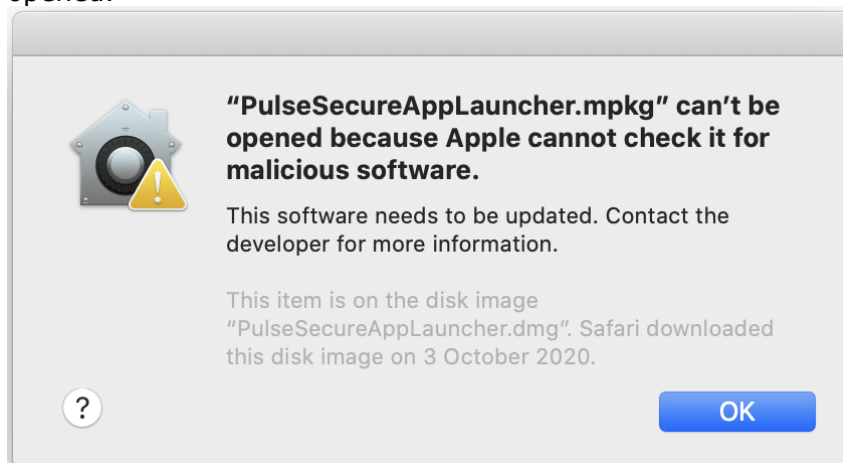 opened.
“PulseSecureAppLauncher.mpkg” can’t be
opened because Apple cannot check it for
malicious software.
This software needs to be updated. Contact the
developer for more information.
This item is on the disk image
“PulseSecureAppLauncher.dmg”. Safari downloaded
this disk image on 3 October 2020.
?
OK